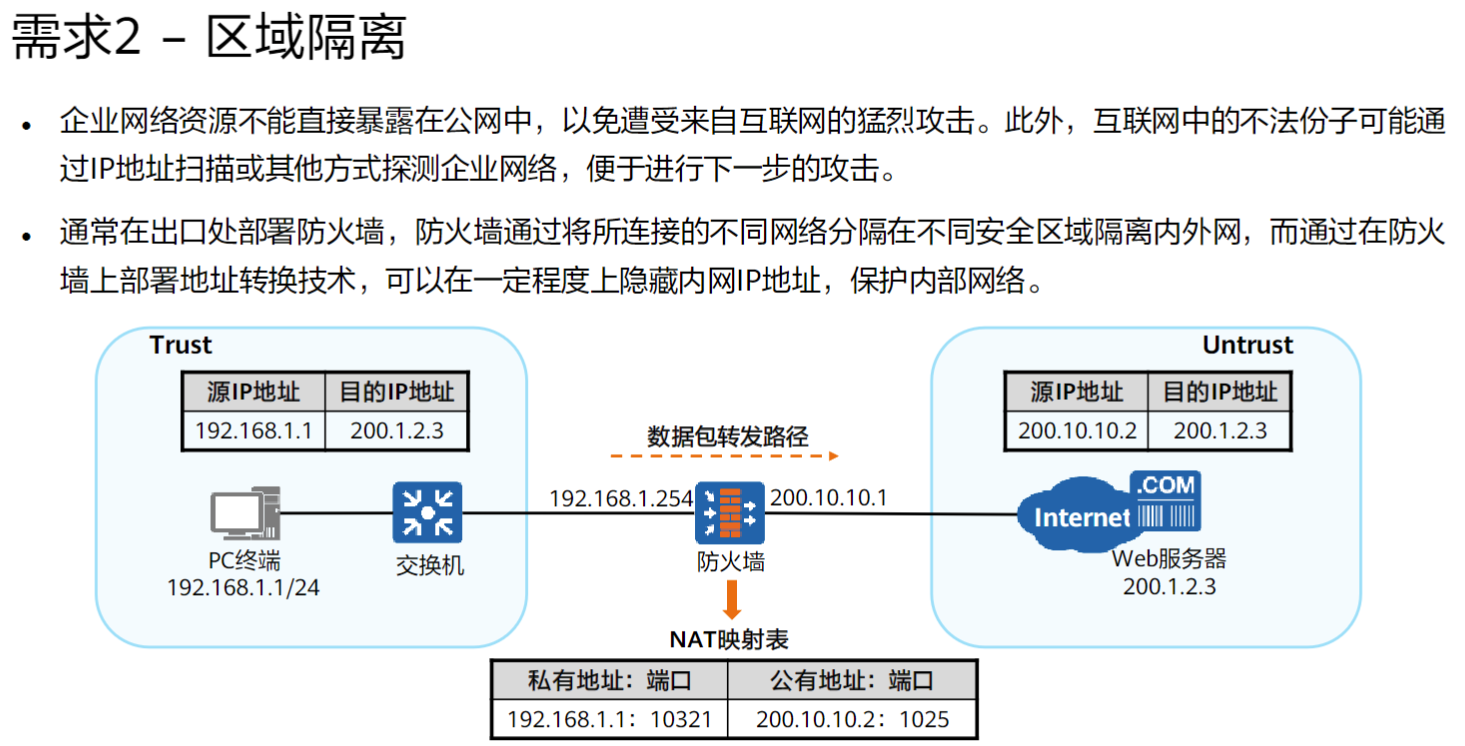 需求2 – 区域隔离
• 企业网络资源不能直接暴露在公网中，以免遭受来自互联网的猛烈攻击。此外，互联网中的不法份子可能通
过IP地址扫描或其他方式探测企业网络，便于进行下一步的攻击。
• 通常在出口处部署防火墙，防火墙通过将所连接的不同网络分隔在不同安全区域隔离内外网，而通过在防火
墙上部署地址转换技术，可以在一定程度上隐藏内网IP地址，保护内部网络。
Trust
源IP地址 目的IP地址
192.168.1.1 200.1.2.3
PC终端
192.168.1.1/24
交换机
数据包转发路径
192.168.1.254
200.10.10.1
防火墙
Untrust
源IP地址 目的IP地址
200.10.10.2 200.1.2.3
.COM
Internet
Web服务器
200.1.2.3
NAT映射表
私有地址：端口 公有地址：端口
192.168.1.1：10321 200.10.10.2：1025